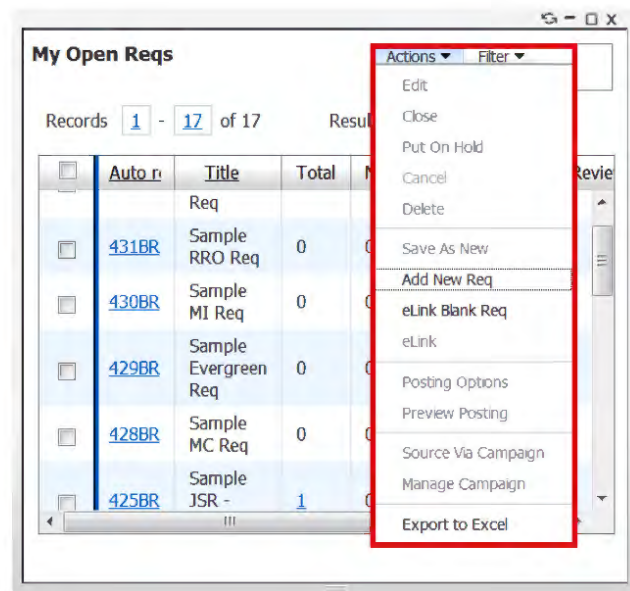 My Open Reqs
Actions Filter
Records 1 - 17 of 17
Auto Title Total
Req
431BR Sample RRO Req 0
430BR Sample MI Req 0
429BR Sample Evergreen Req 0
428BR Sample MC Req 0
425BR Sample JSR - 1
Edit
Close
Put On Hold
Cancel
Delete
Save As New
Add New Req
eLink Blank Req
eLink
Posting Options
Preview Posting
Source Via Campaign
Manage Campaign
Export to Excel